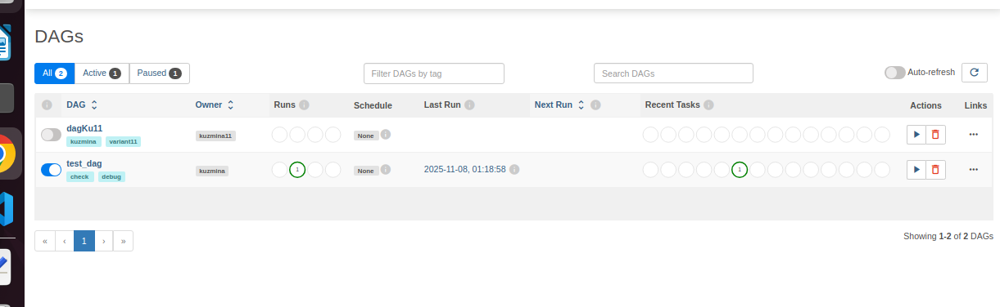 DAGs
All 2 Active 1 Paused 1 Filter DAGs by tag Search DAGs Auto-refresh
DAG Owner Runs Schedule Last Run Next Run Recent Tasks Actions Links
dagKu11
kuzmina variant11 kuzmina11 None
test_dag
check debug kuzmina 1 None 2025-11-08, 01:18:58 1
« ‹ 1 › » Showing 1-2 of 2 DAGs